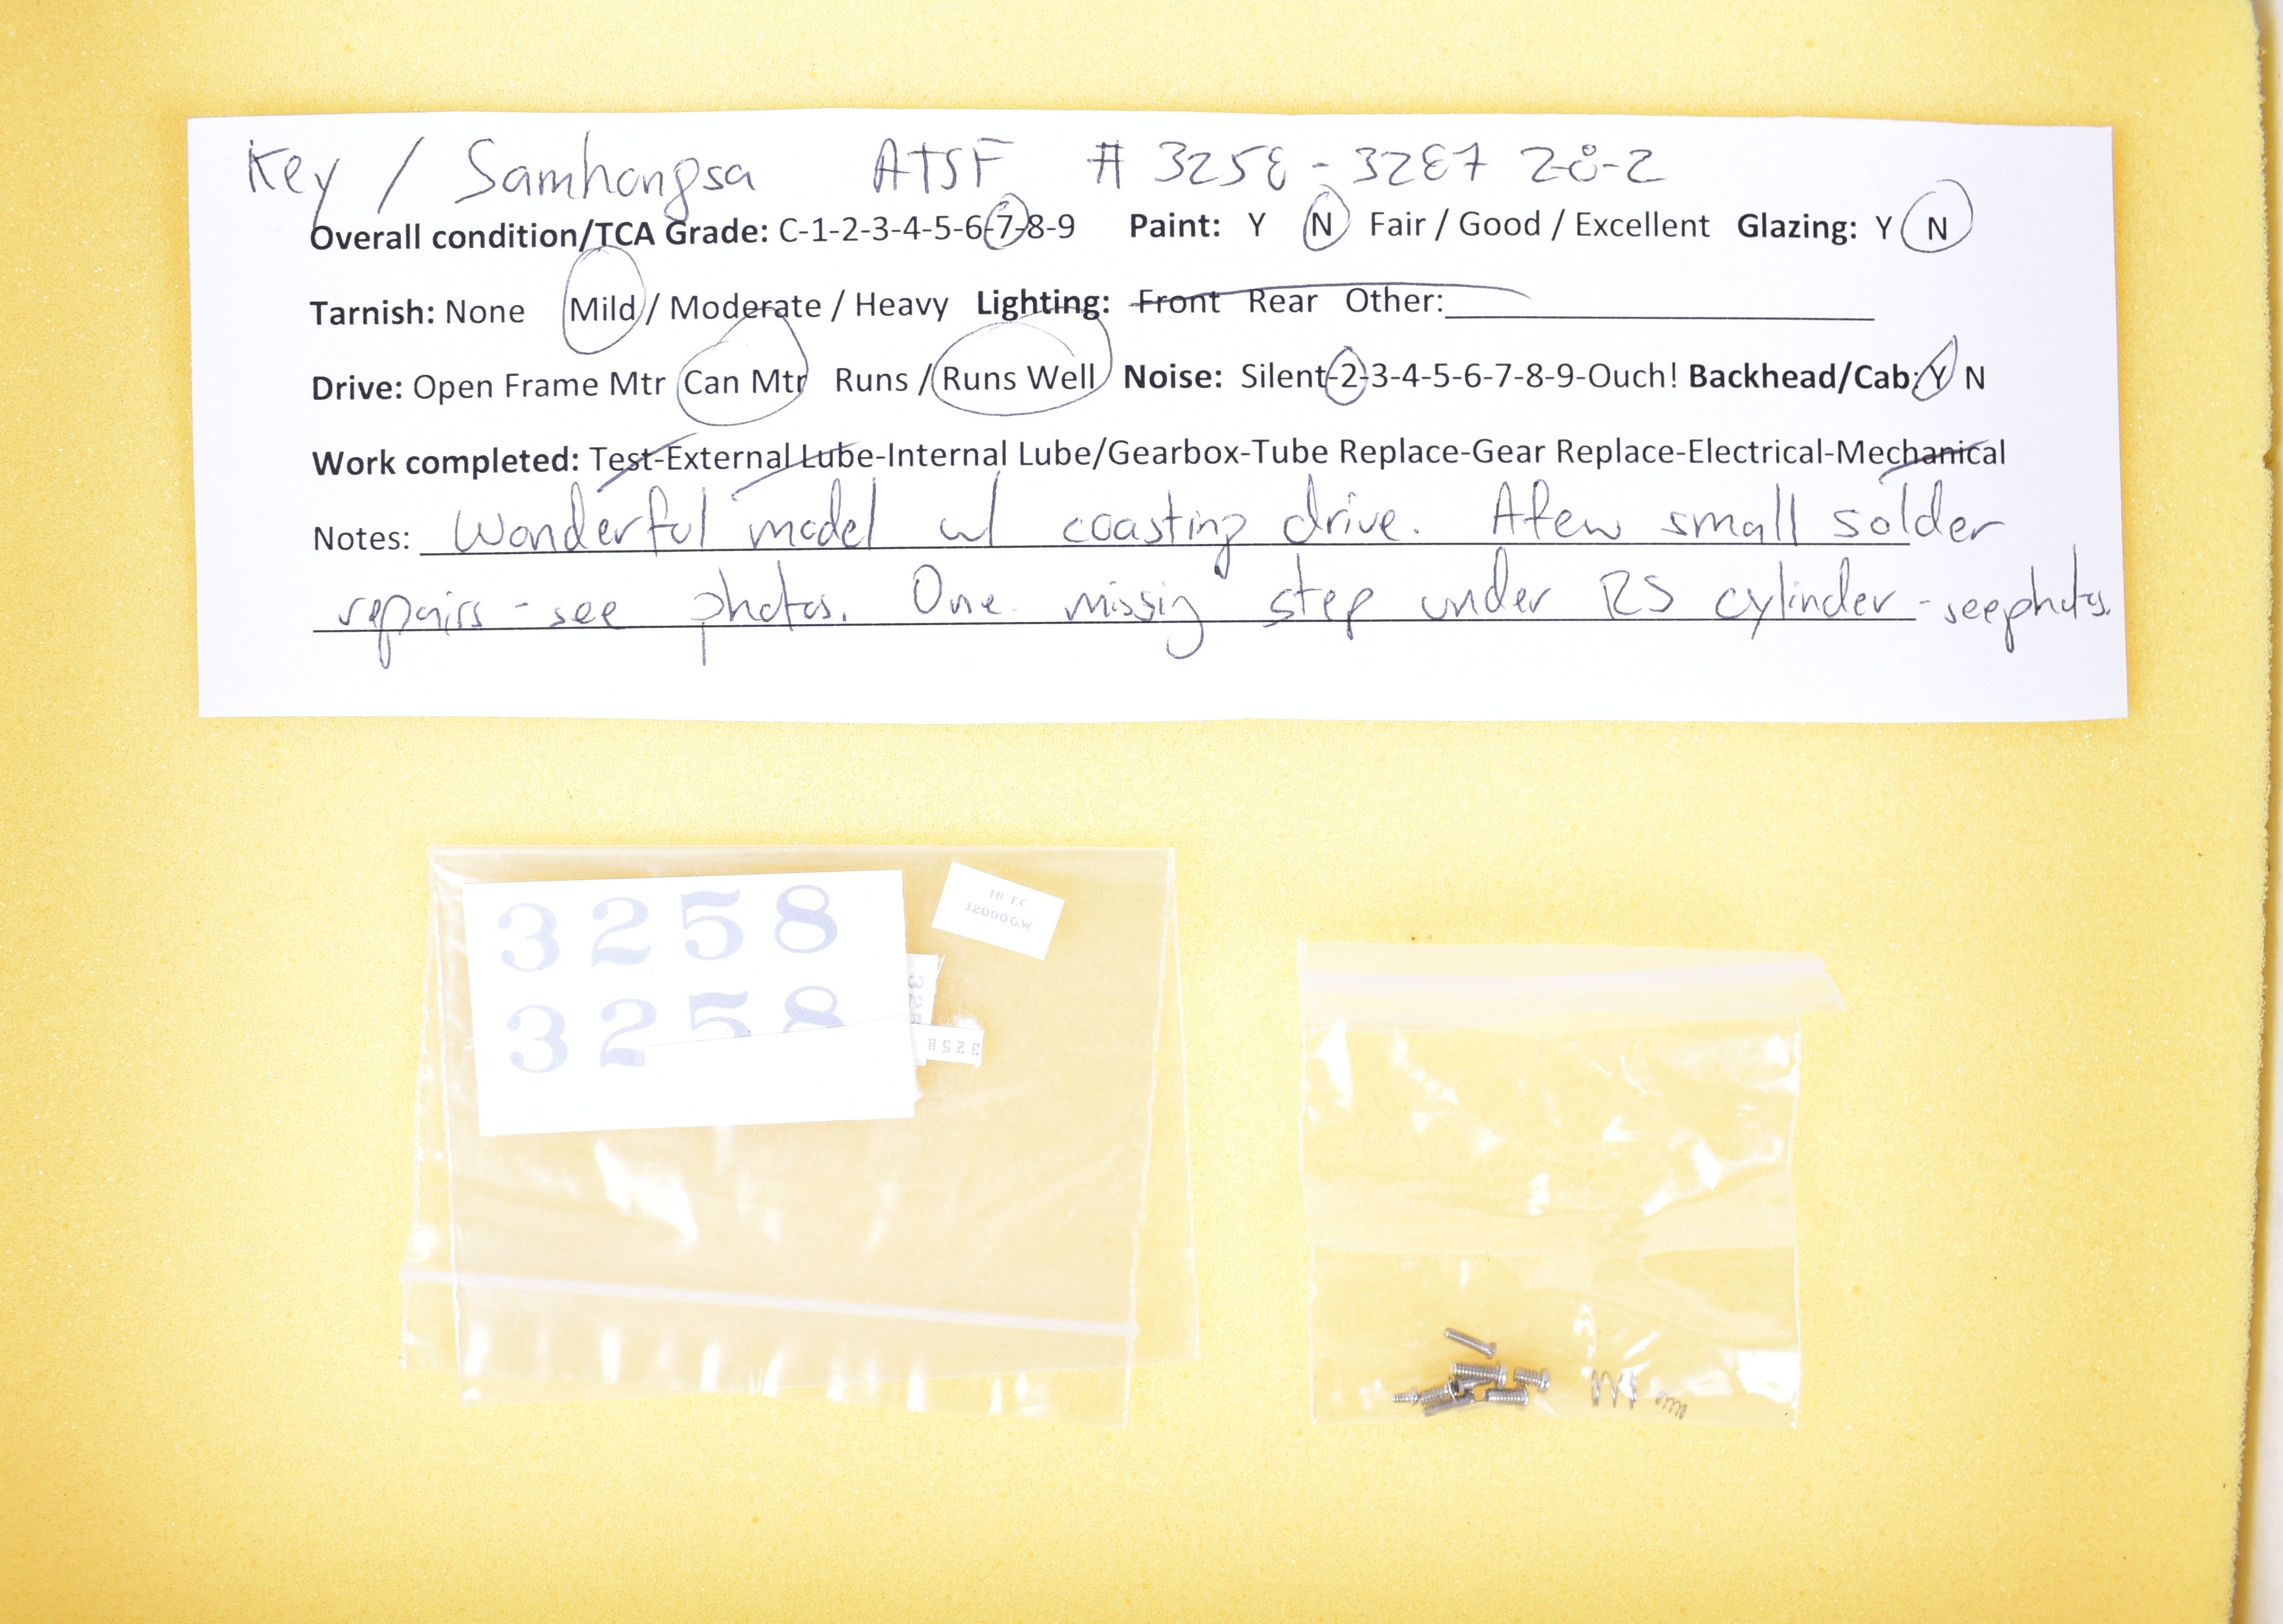 Key / Samhongsa ATSF # 3258-3287 2-8-2
Overall condition/TCA Grade: C-1-2-3-4-5-6-7-8-9 Paint: Y N Fair / Good / Excellent Glazing: Y N
Tarnish: None Mild / Moderate / Heavy Lighting: Front Rear Other:
Drive: Open Frame Mtr Can Mtr Runs / Runs Well Noise: Silent-2-3-4-5-6-7-8-9-Ouch! Backhead/Cab: Y N
Work completed: Test-External Lube-Internal Lube/Gearbox-Tube Replace-Gear Replace-Electrical-Mechanical
Notes: Wonderful model w/ coasting drive. A few small solder
repairs - see photos. One missig step under RS cylinder - see photos.
3258
3258
18 T.C.
12000 G.W.
325
3258